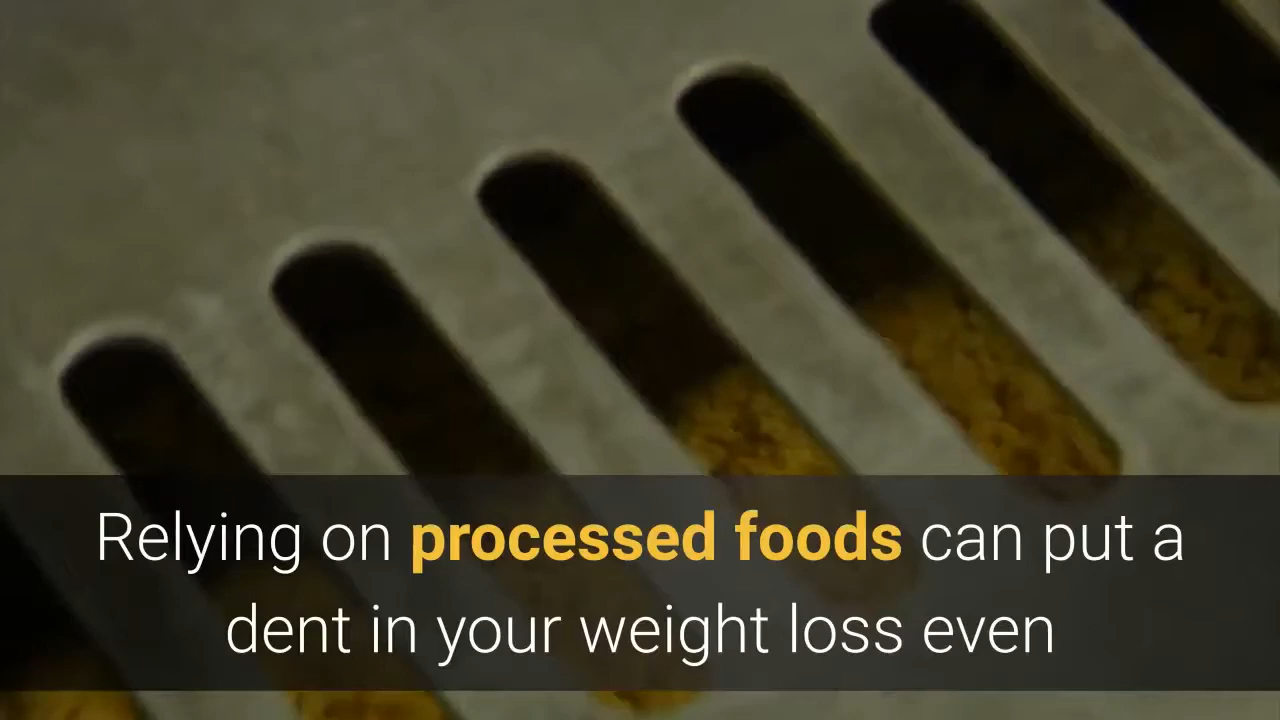 Relying on processed foods can put a
dent in your weight loss even